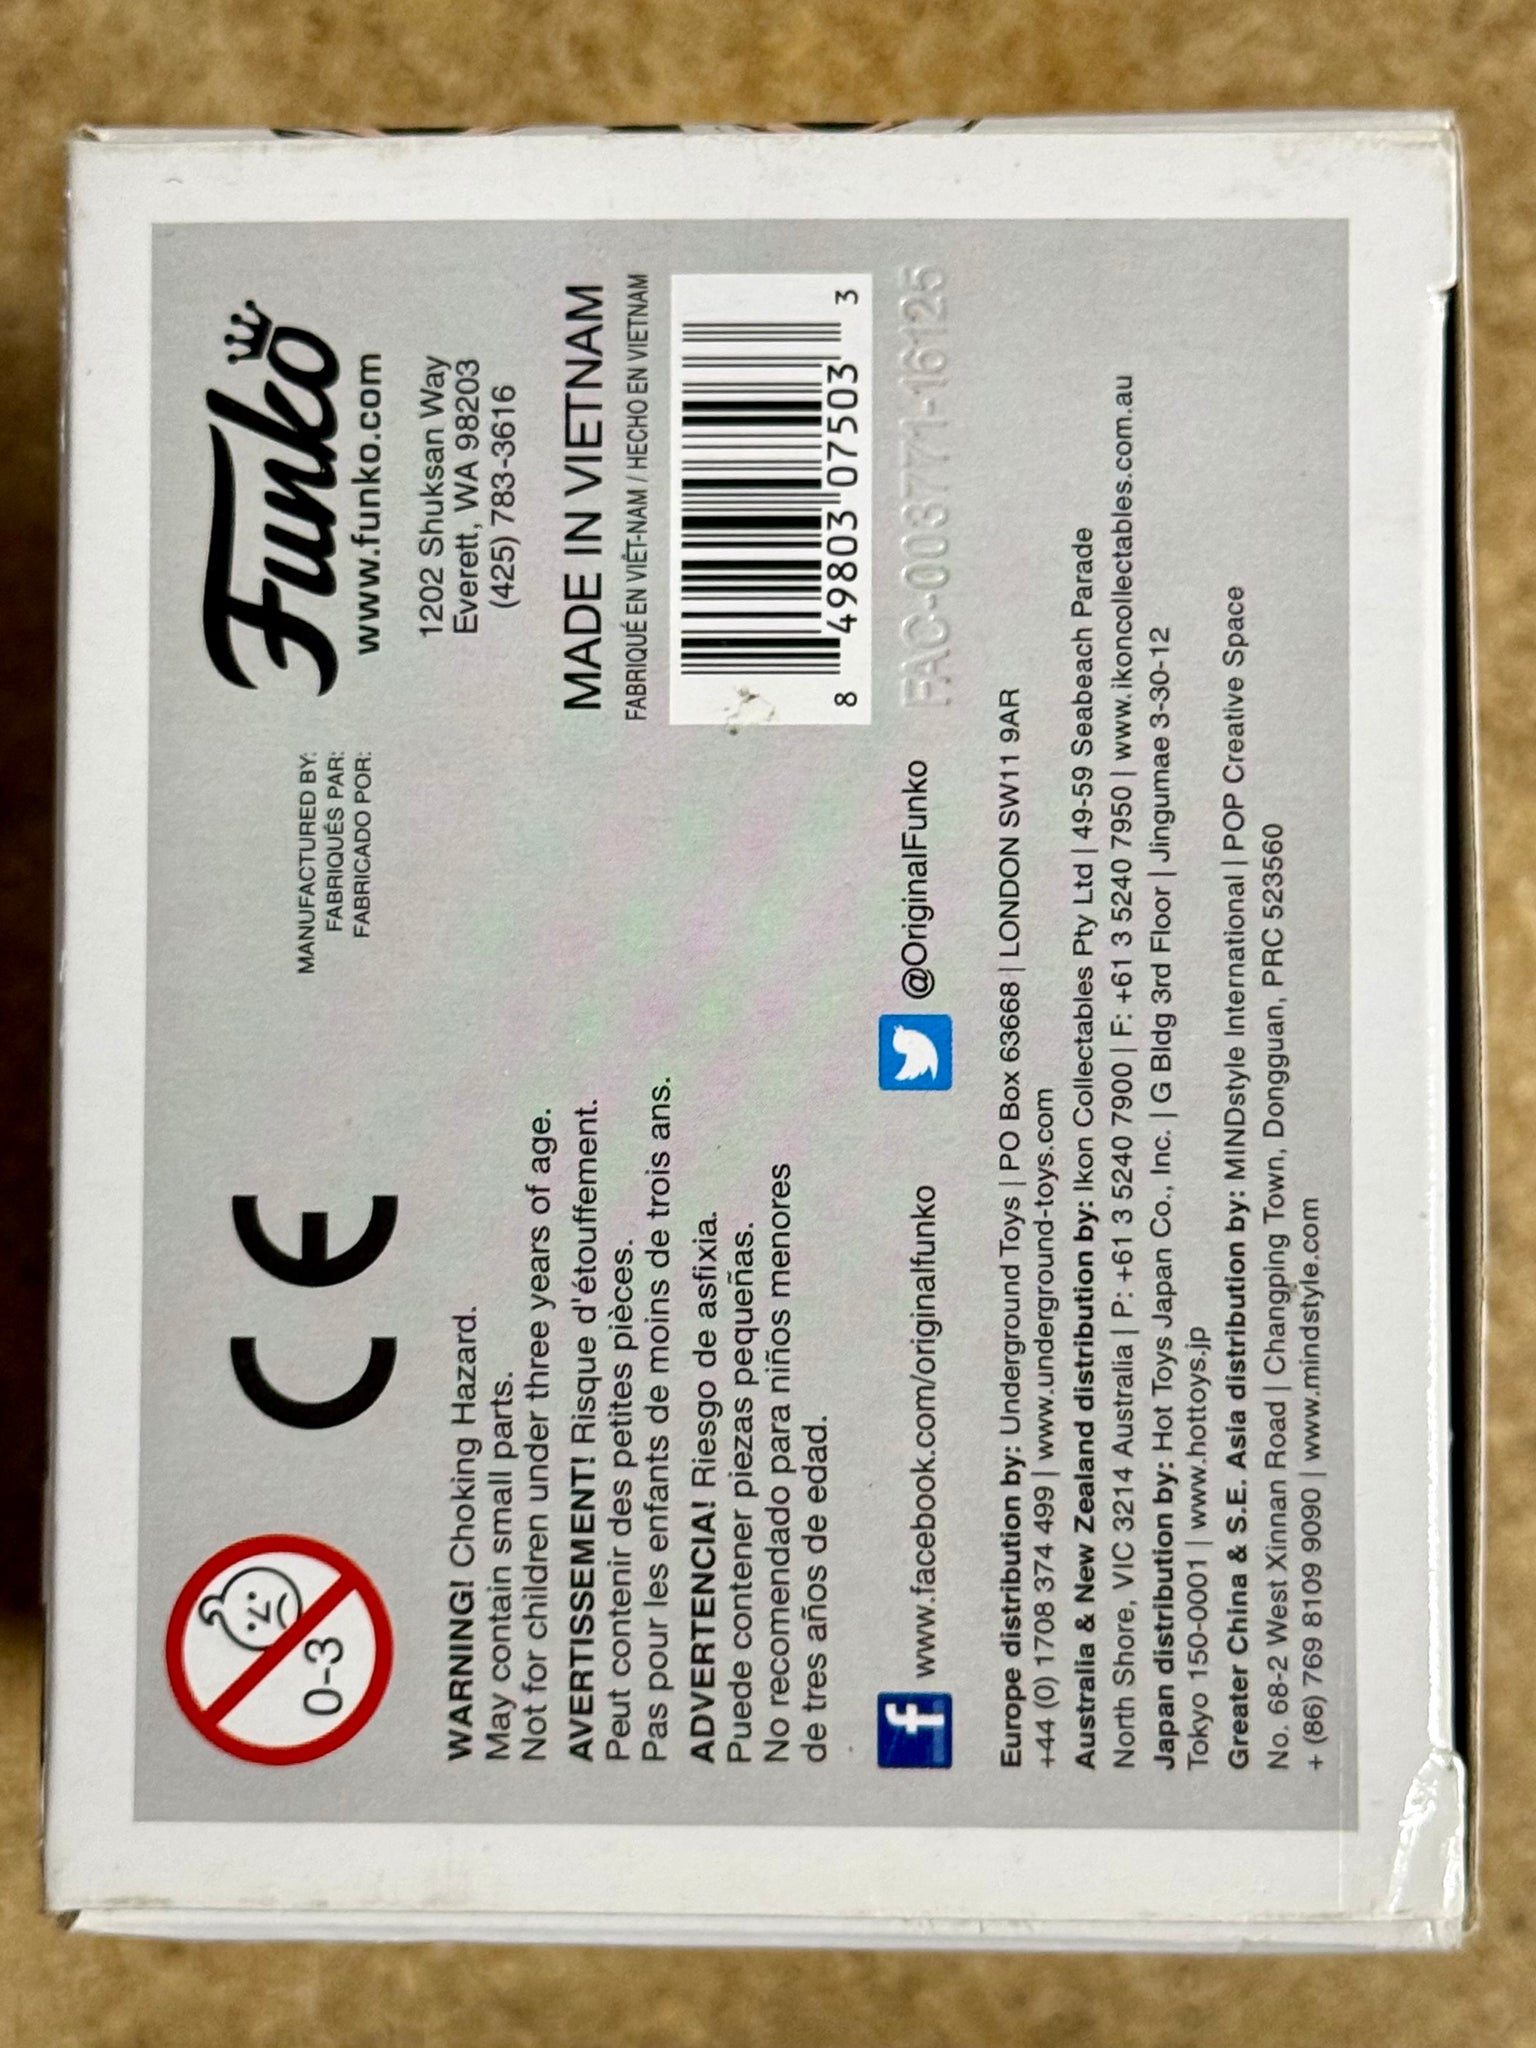 0-3
CE
MANUFACTURED BY:
FABRIQUÉS PAR:
FABRICADO POR:
Funko
www.funko.com
1202 Shuksan Way
Everett, WA 98203
(425) 783-3616
MADE IN VIETNAM
FABRIQUÉ EN VIÊT-NAM / HECHO EN VIETNAM
8 49803 07503 3
FAC-003771-16125
WARNING! Choking Hazard.
May contain small parts.
Not for children under three years of age.
AVERTISSEMENT! Risque d'étouffement.
Peut contenir des petites pièces.
Pas pour les enfants de moins de trois ans.
ADVERTENCIA! Riesgo de asfixia.
Puede contener piezas pequeñas.
No recomendado para niños menores
de tres años de edad.
f www.facebook.com/originalfunko
@OriginalFunko
Europe distribution by: Underground Toys | PO Box 63668 | LONDON SW11 9AR
+44 (0) 1708 374 499 | www.underground-toys.com
Australia & New Zealand distribution by: Ikon Collectables Pty Ltd | 49-59 Seabeach Parade
North Shore, VIC 3214 Australia | P: +61 3 5240 7900 | F: +61 3 5240 7950 | www.ikoncollectables.com.au
Japan distribution by: Hot Toys Japan Co., Inc. | G Bldg 3rd Floor | Jingumae 3-30-12
Tokyo 150-0001 | www.hottoys.jp
Greater China & S.E. Asia distribution by: MINDstyle International | POP Creative Space
No. 68-2 West Xinnan Road | Changping Town, Dongguan, PRC 523560
+ (86) 769 8109 9090 | www.mindstyle.com